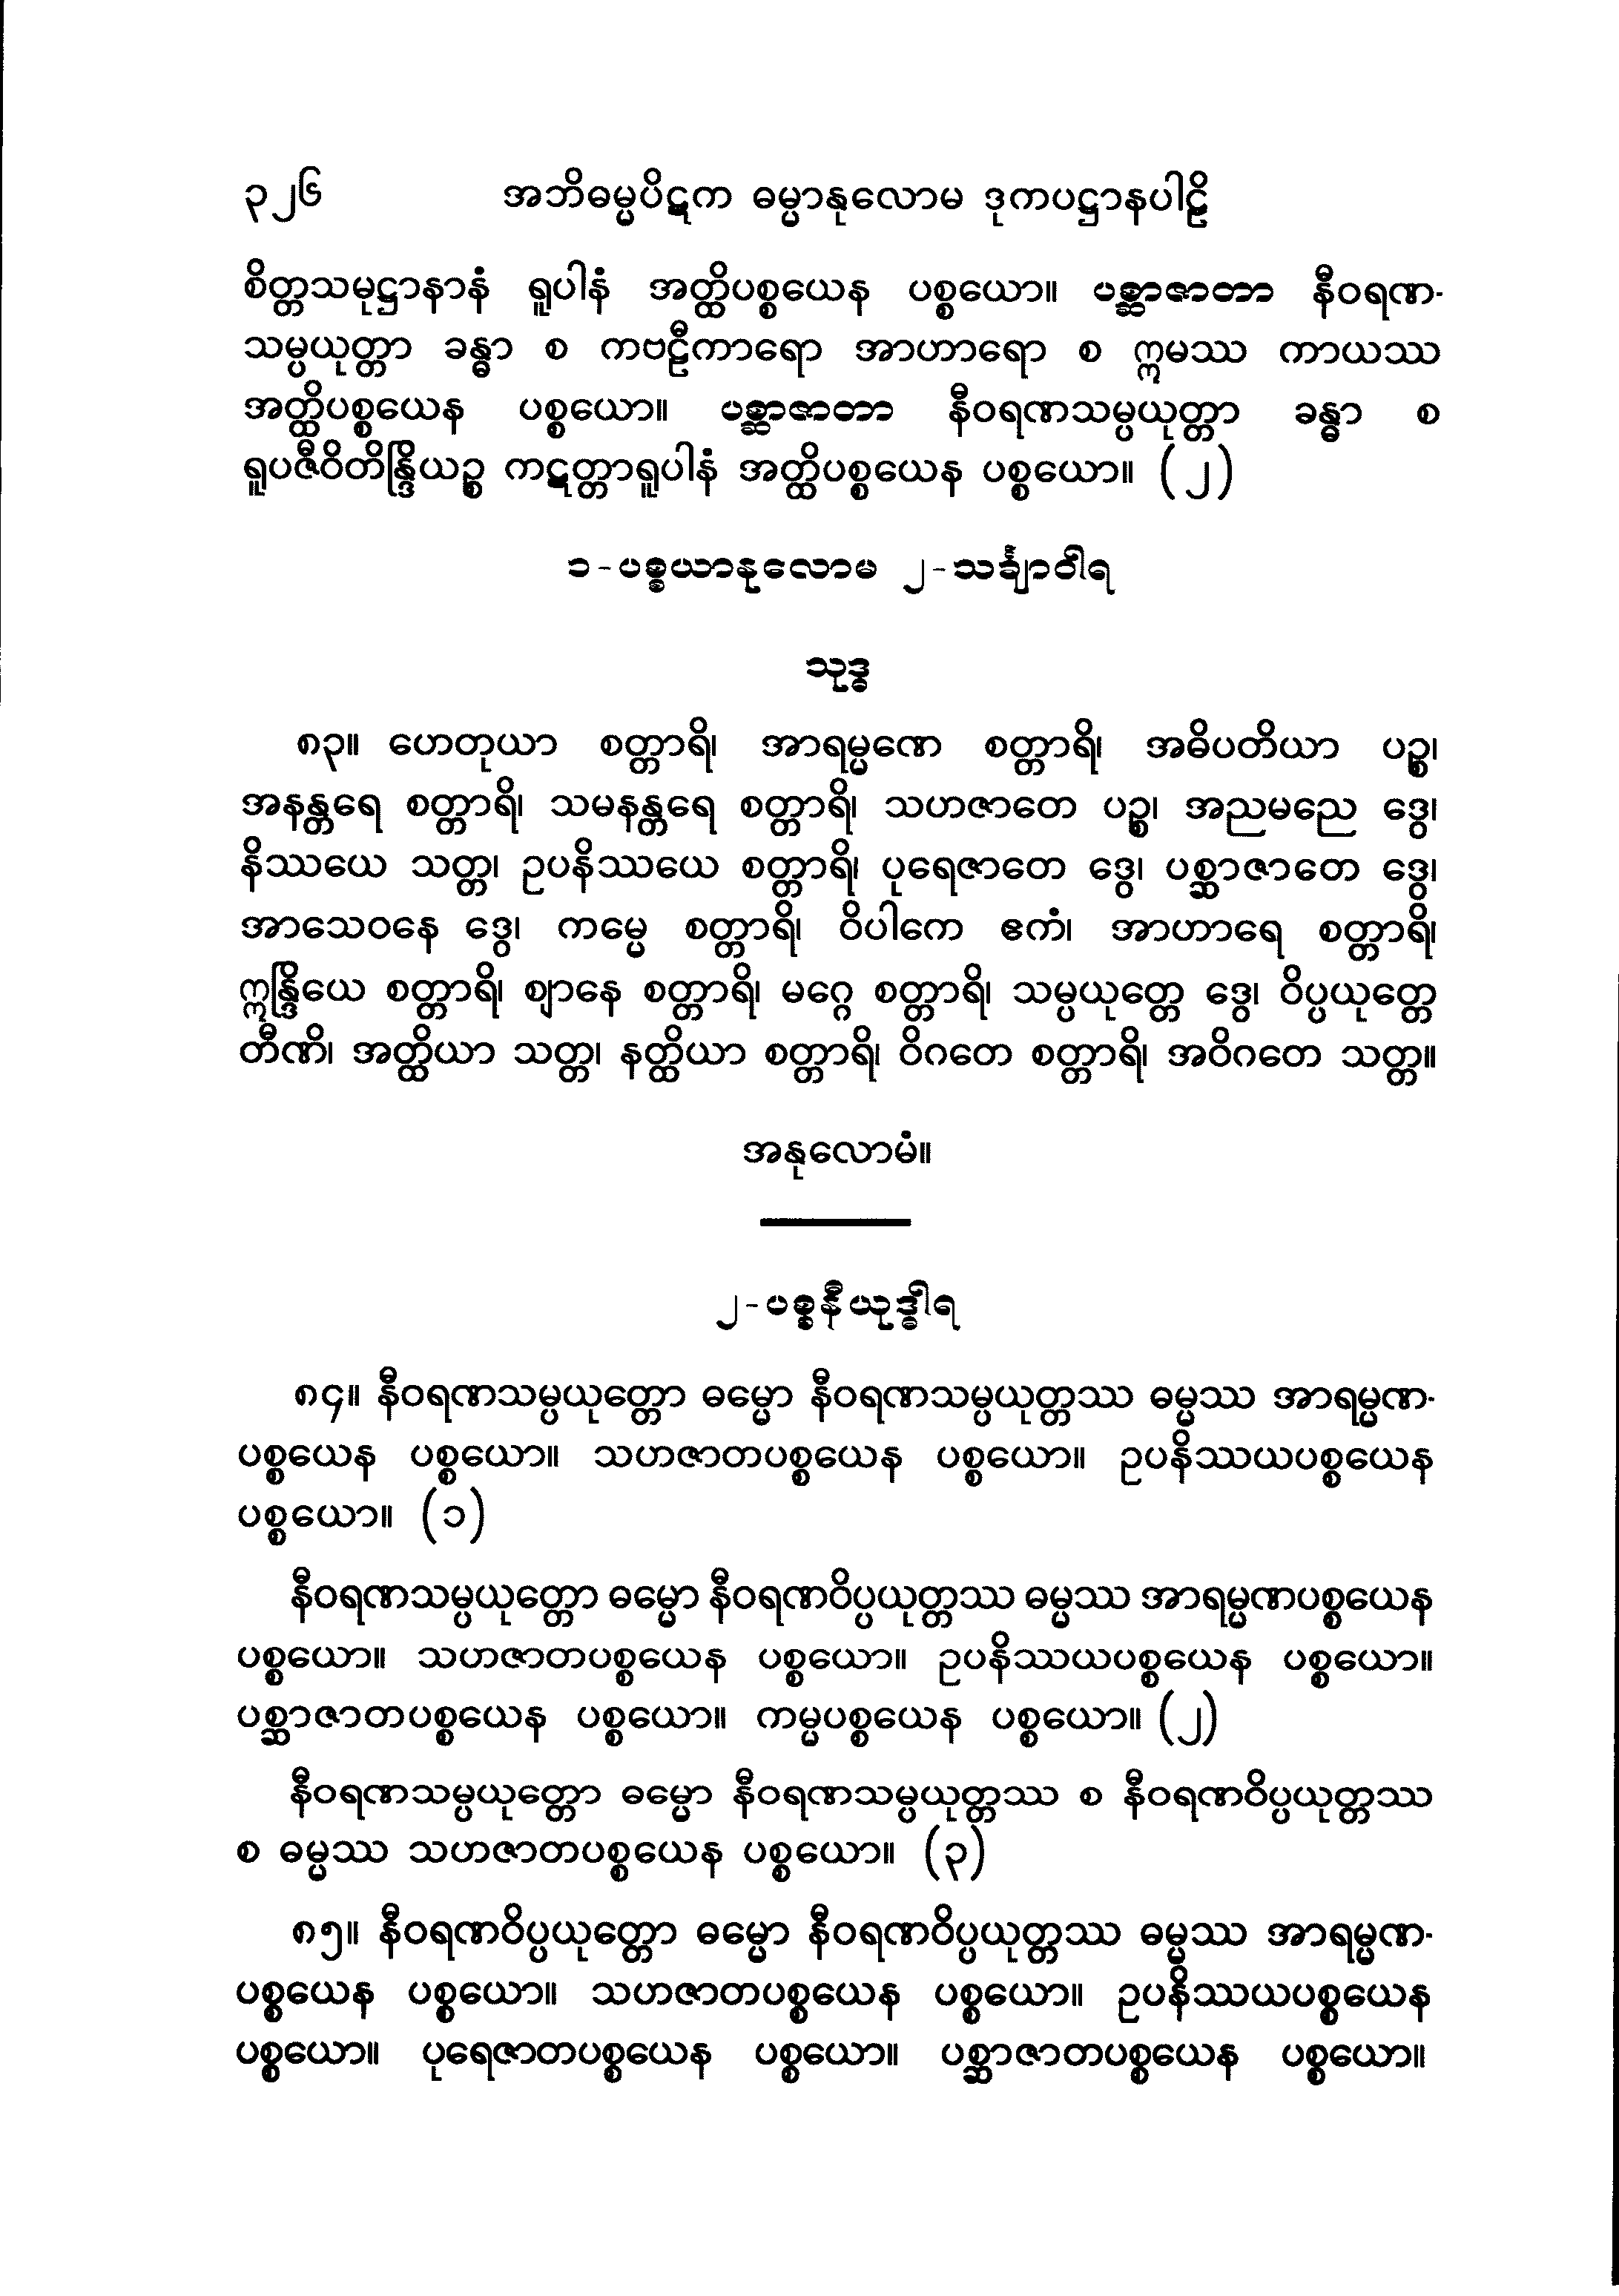 ၃၂၆ အဘိဓမ္မပိဋက ဓမ္မာနုလောမ ဒုကပဋ္ဌာနပါဠိ
စိတ္တသမုဋ္ဌာနာနံ ရူပါနံ အတ္ထိပစ္စယေန ပစ္စယော။ ပစ္ဆာဇာတာ နီဝရဏ-
သမ္ပယုတ္တာ ခန္ဓာ စ ကဗဠီကာရော အာဟာရော စ ဣမဿ ကာယဿ
အတ္ထိပစ္စယေန ပစ္စယော။ ပစ္ဆာဇာတာ နီဝရဏသမ္ပယုတ္တာ ခန္ဓာ စ
ရူပဇီဝိတိန္ဒြိယဉ္စ ကဋတ္တာရူပါနံ အတ္ထိပစ္စယေန ပစ္စယော။ (၂)
၁-ပစ္စယာနုလောမ ၂-သင်္ချာဝါရ
သုဒ္ဓ
၈၃။ ဟေတုယာ စတ္တာရိ၊ အာရမ္မဏေ စတ္တာရိ၊ အဓိပတိယာ ပဉ္စ၊
အနန္တရေ စတ္တာရိ၊ သမနန္တရေ စတ္တာရိ၊ သဟဇာတေ ပဉ္စ၊ အညမညေ ဒွေ၊
နိဿယေ သတ္တ၊ ဥပနိဿယေ စတ္တာရိ၊ ပုရေဇာတေ ဒွေ၊ ပစ္ဆာဇာတေ ဒွေ၊
အာသေဝနေ ဒွေ၊ ကမ္မေ စတ္တာရိ၊ ဝိပါကေ ဧကံ၊ အာဟာရေ စတ္တာရိ၊
ဣန္ဒြိယေ စတ္တာရိ၊ ဈာနေ စတ္တာရိ၊ မဂ္ဂေ စတ္တာရိ၊ သမ္ပယုတ္တေ ဒွေ၊ ဝိပ္ပယုတ္တေ
တီဏိ၊ အတ္ထိယာ သတ္တ၊ နတ္ထိယာ စတ္တာရိ၊ ဝိဂတေ စတ္တာရိ၊ အဝိဂတေ သတ္တ။
အနုလောမံ။
၂-ပစ္စနီယုဒ္ဓါရ
၈၄။ နီဝရဏသမ္ပယုတ္တော ဓမ္မော နီဝရဏသမ္ပယုတ္တဿ ဓမ္မဿ အာရမ္မဏ-
ပစ္စယေန ပစ္စယော။ သဟဇာတပစ္စယေန ပစ္စယော။ ဥပနိဿယပစ္စယေန
ပစ္စယော။ (၁)
နီဝရဏသမ္ပယုတ္တော ဓမ္မော နီဝရဏဝိပ္ပယုတ္တဿ ဓမ္မဿ အာရမ္မဏပစ္စယေန
ပစ္စယော။ သဟဇာတပစ္စယေန ပစ္စယော။ ဥပနိဿယပစ္စယေန ပစ္စယော။
ပစ္ဆာဇာတပစ္စယေန ပစ္စယော။ ကမ္မပစ္စယေန ပစ္စယော။ (၂)
နီဝရဏသမ္ပယုတ္တော ဓမ္မော နီဝရဏသမ္ပယုတ္တဿ စ နီဝရဏဝိပ္ပယုတ္တဿ
စ ဓမ္မဿ သဟဇာတပစ္စယေန ပစ္စယော။ (၃)
၈၅။ နီဝရဏဝိပ္ပယုတ္တော ဓမ္မော နီဝရဏဝိပ္ပယုတ္တဿ ဓမ္မဿ အာရမ္မဏ-
ပစ္စယေန ပစ္စယော။ သဟဇာတပစ္စယေန ပစ္စယော။ ဥပနိဿယပစ္စယေန
ပစ္စယော။ ပုရေဇာတပစ္စယေန ပစ္စယော။ ပစ္ဆာဇာတပစ္စယေန ပစ္စယော။